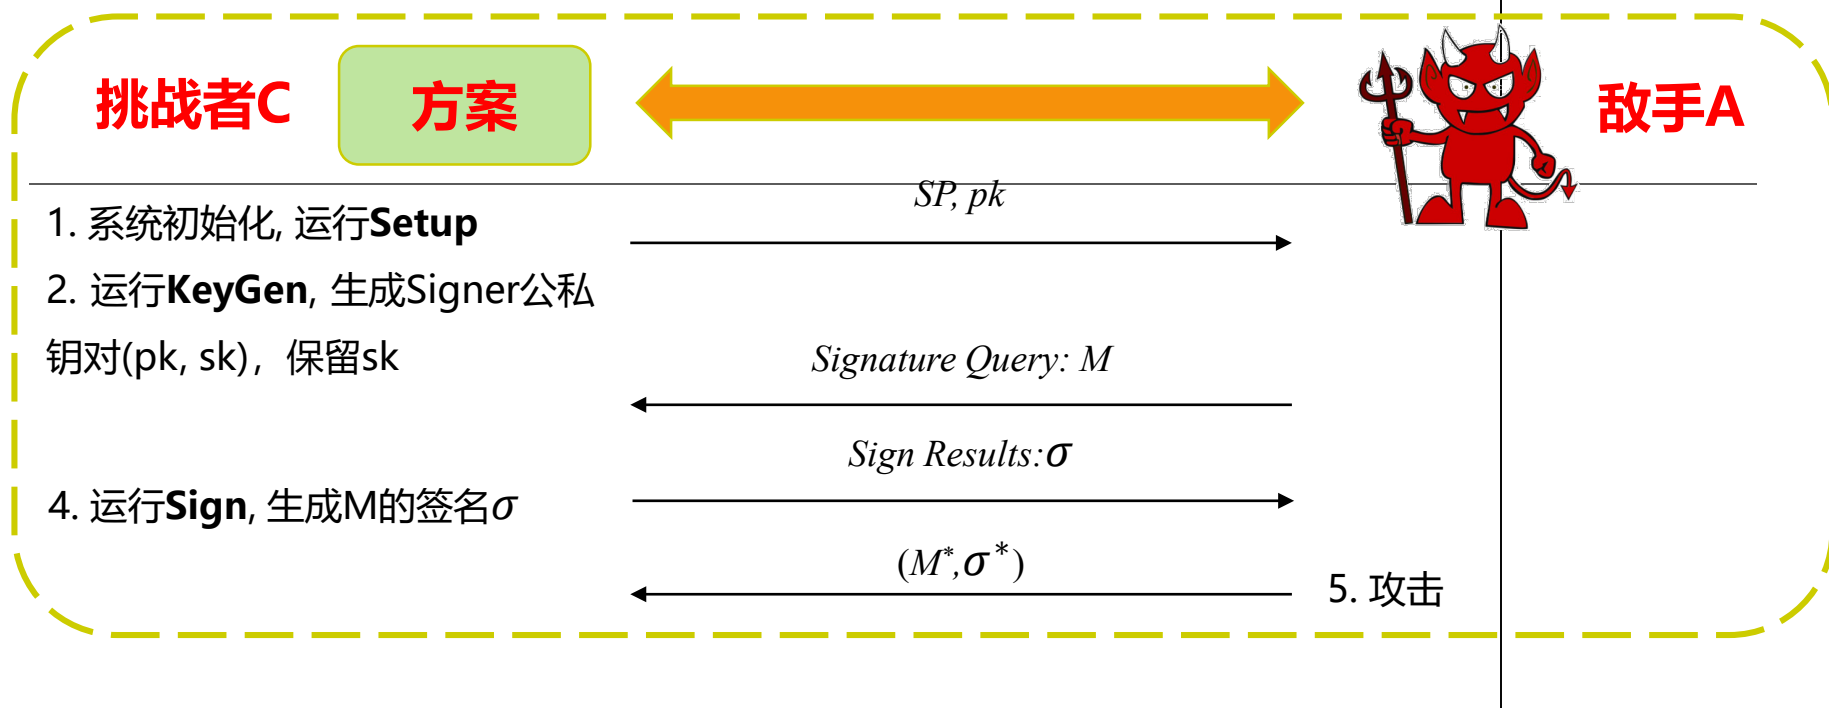 挑战者C
方案
敌手A
SP, pk
1. 系统初始化, 运行Setup
2. 运行KeyGen, 生成Signer公私
钥对(pk, sk)，保留sk
Signature Query: M
Sign Results:σ
4. 运行Sign, 生成M的签名σ
(M*,σ*)
5. 攻击